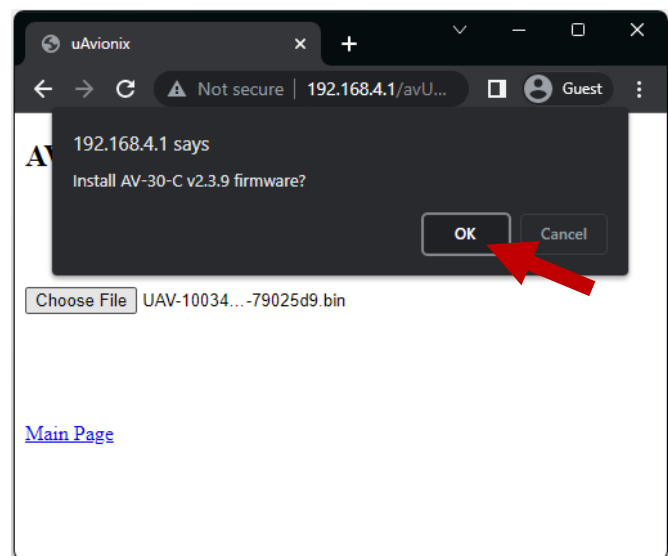 uAvionix
Not secure | 192.168.4.1/avU... Guest
192.168.4.1 says
Install AV-30-C v2.3.9 firmware?
OK Cancel
AV
Choose File UAV-10034...-79025d9.bin
Main Page